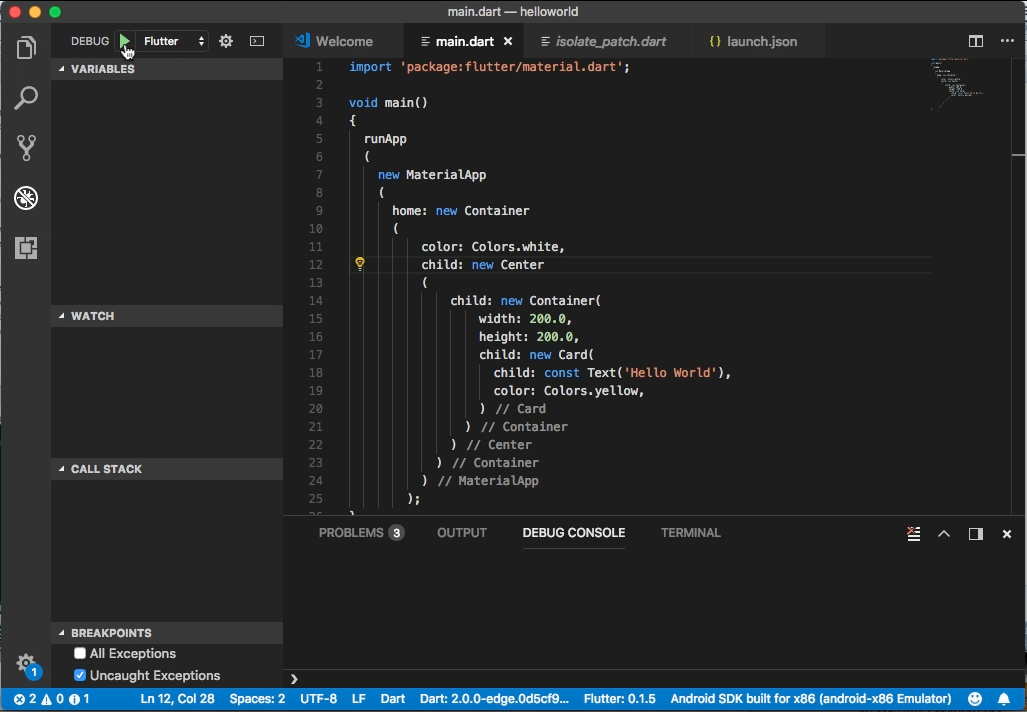 main.dart — helloworld
DEBUG Flutter
Welcome
main.dart
isolate_patch.dart
{} launch.json
VARIABLES
WATCH
CALL STACK
BREAKPOINTS
All Exceptions
Uncaught Exceptions
1 import 'package:flutter/material.dart';
2
3 void main()
4 {
5 runApp
6 (
7 new MaterialApp
8 (
9 home: new Container
10 (
11 color: Colors.white,
12 child: new Center
13 (
14 child: new Container(
15 width: 200.0,
16 height: 200.0,
17 child: new Card(
18 child: const Text('Hello World'),
19 color: Colors.yellow,
20 ) // Card
21 ) // Container
22 ) // Center
23 ) // Container
24 ) // MaterialApp
25 );
PROBLEMS 3 OUTPUT DEBUG CONSOLE TERMINAL
1
2 0 1 Ln 12, Col 28 Spaces: 2 UTF-8 LF Dart Dart: 2.0.0-edge.0d5cf9... Flutter: 0.1.5 Android SDK built for x86 (android-x86 Emulator)